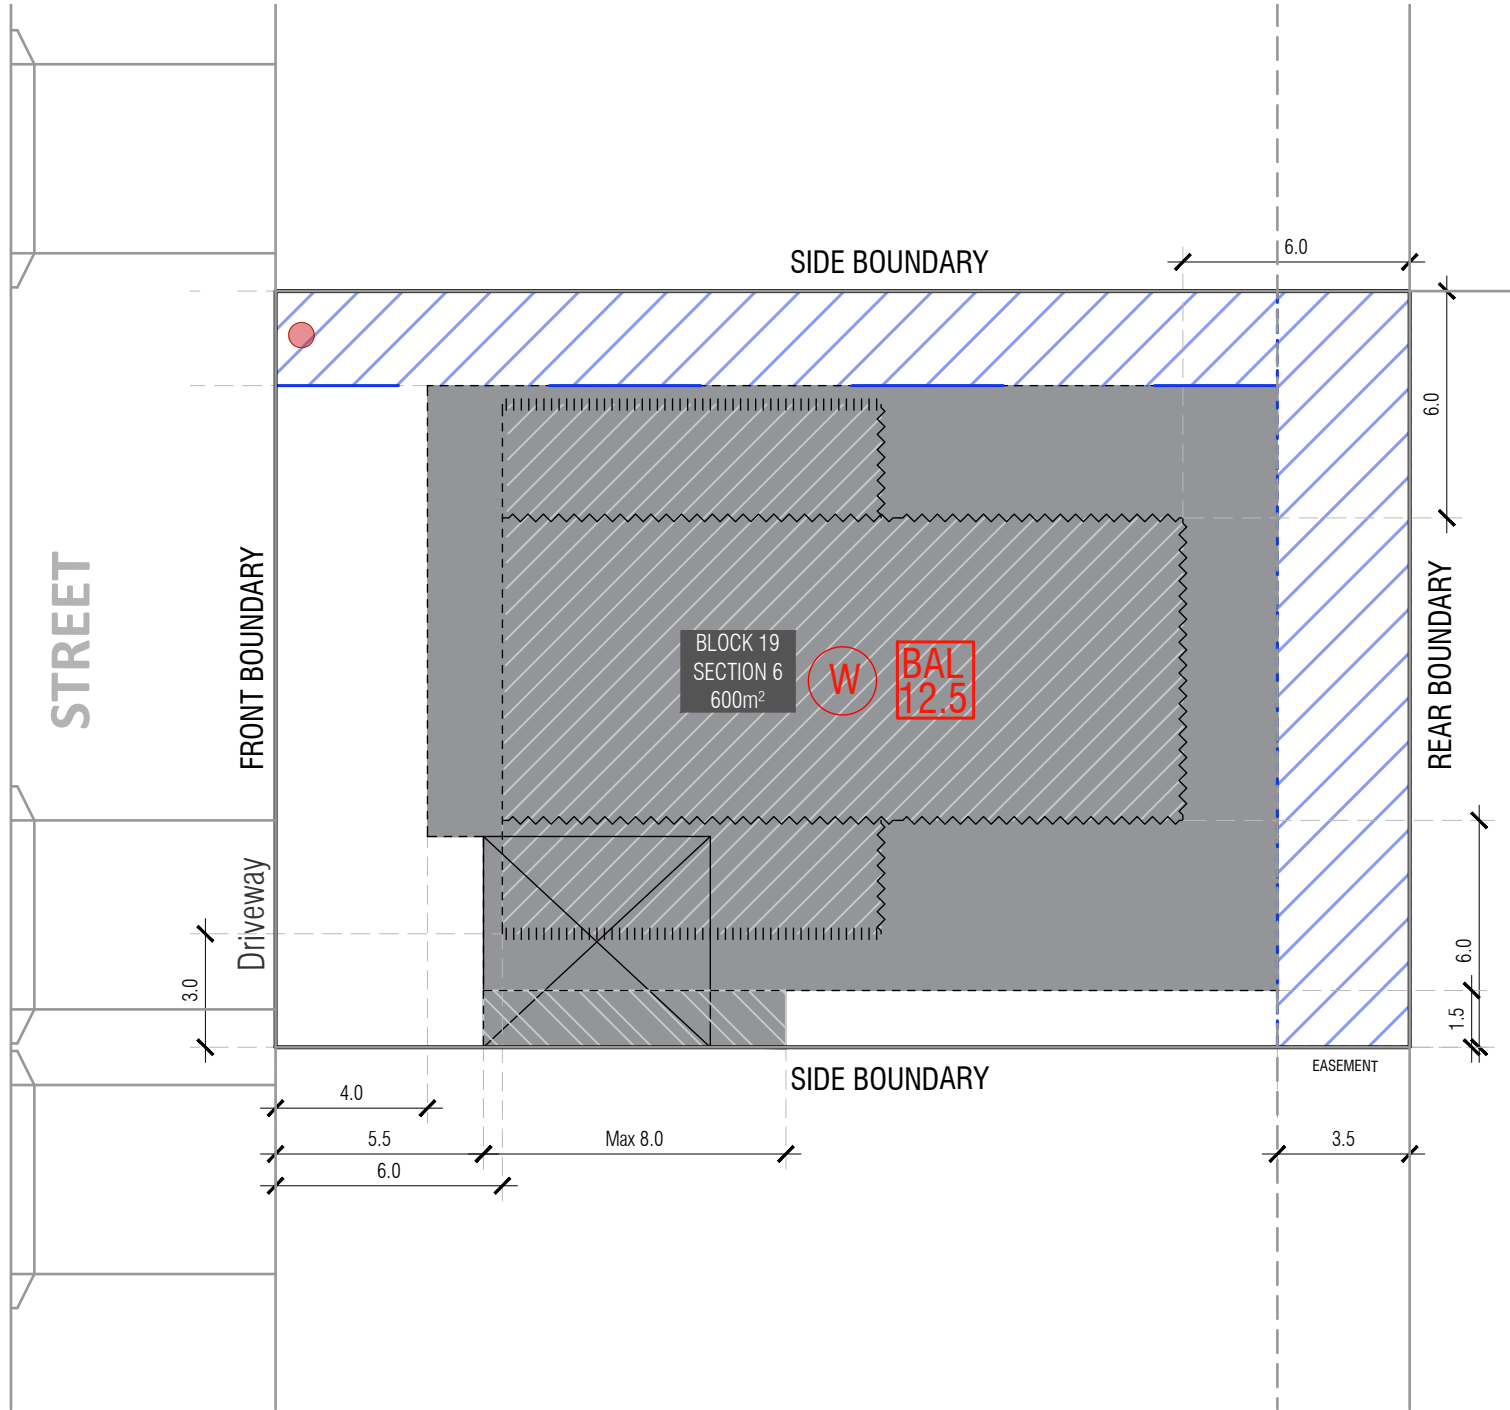 SIDE BOUNDARY
6.0
6.0
STREET
FRONT BOUNDARY
BLOCK 19
SECTION 6
600m²
W
BAL
12.5
REAR BOUNDARY
Driveway
3.0
6.0
1.5
SIDE BOUNDARY
EASEMENT
4.0
5.5
Max 8.0
3.5
6.0